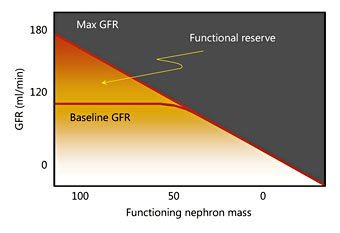 Max GFR
Functional reserve
Baseline GFR
GFR (ml/min)
180
120
0
100 50 0
Functioning nephron mass